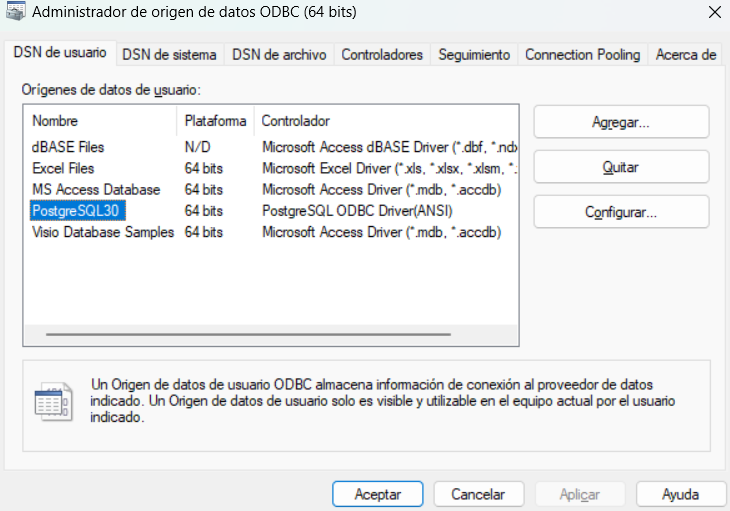 Administrador de origen de datos ODBC (64 bits)
DSN de usuario DSN de sistema DSN de archivo Controladores Seguimiento Connection Pooling Acerca de
Orígenes de datos de usuario:
Nombre Plataforma Controlador
dBASE Files N/D Microsoft Access dBASE Driver (*.dbf, *.ndx
Excel Files 64 bits Microsoft Excel Driver (*.xls, *.xlsx, *.xlsm, *.
MS Access Database 64 bits Microsoft Access Driver (*.mdb, *.accdb)
PostgreSQL30 64 bits PostgreSQL ODBC Driver(ANSI)
Visio Database Samples 64 bits Microsoft Access Driver (*.mdb, *.accdb)
Agregar...
Quitar
Configurar...
Un Origen de datos de usuario ODBC almacena información de conexión al proveedor de datos
indicado. Un Origen de datos de usuario solo es visible y utilizable en el equipo actual por el usuario
indicado.
Aceptar Cancelar Aplicar Ayuda